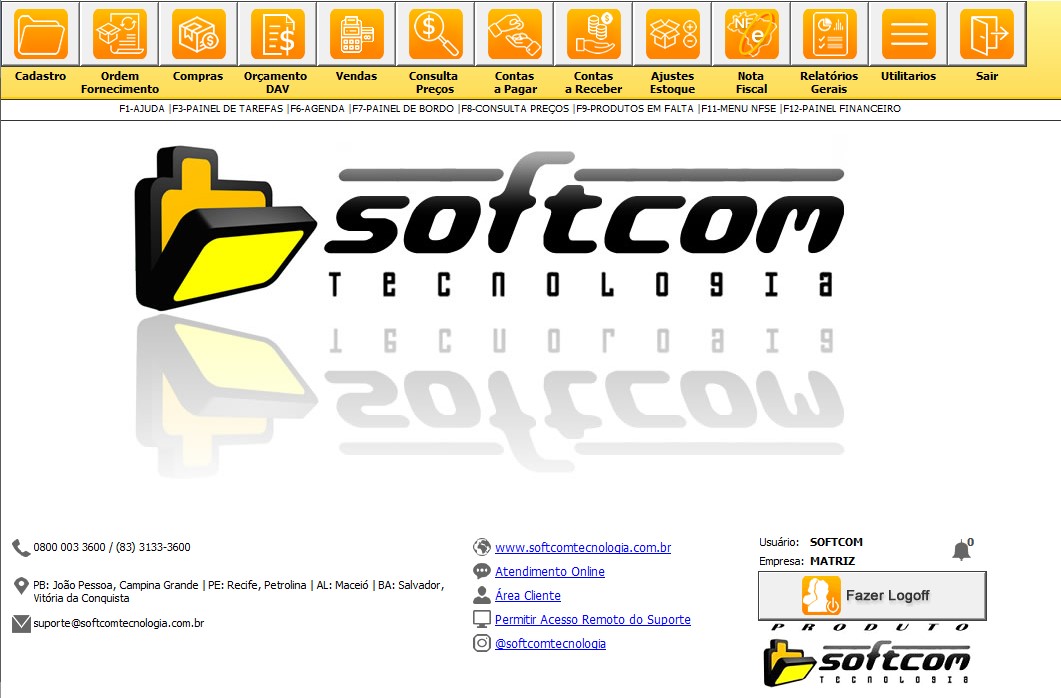 Cadastro
Ordem
Fornecimento
Compras
Orçamento
DAV
Vendas
Consulta
Preços
Contas
a Pagar
Contas
a Receber
Ajustes
Estoque
NF
e
Nota
Fiscal
Relatórios
Gerais
Utilitarios
Sair
F1-AJUDA |F3-PAINEL DE TAREFAS |F6-AGENDA |F7-PAINEL DE BORDO |F8-CONSULTA PREÇOS |F9-PRODUTOS EM FALTA |F11-MENU NFSE |F12-PAINEL FINANCEIRO
softcom
TECNOLOGIA
0800 003 3600 / (83) 3133-3600
PB: João Pessoa, Campina Grande | PE: Recife, Petrolina | AL: Maceió | BA: Salvador,
Vitória da Conquista
suporte@softcomtecnologia.com.br
www.softcomtecnologia.com.br
Atendimento Online
Área Cliente
Permitir Acesso Remoto do Suporte
@softcomtecnologia
Usuário: SOFTCOM
0
Empresa: MATRIZ
Fazer Logoff
PRODUTO
softcom
TECNOLOGIA